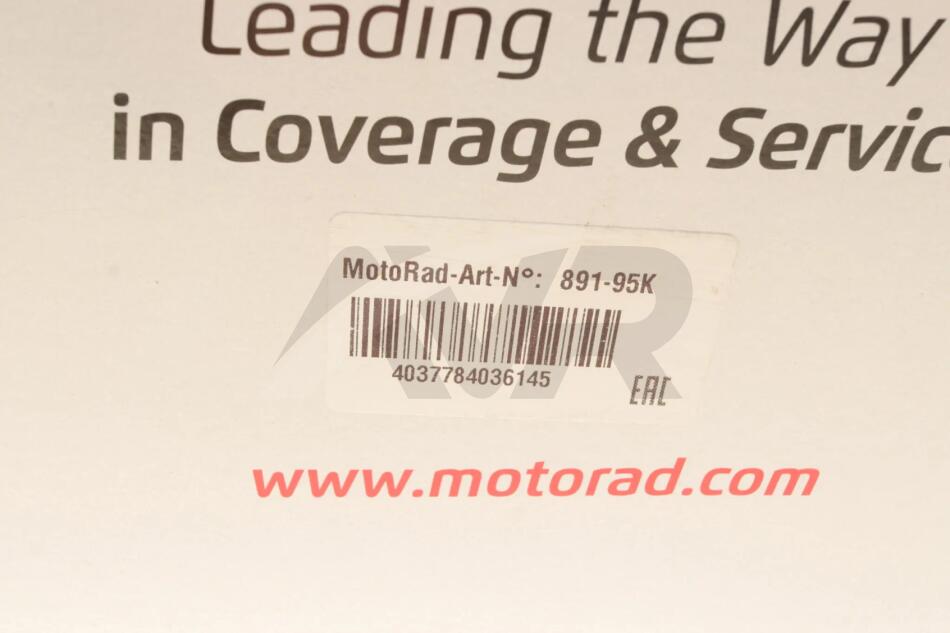 Leading the Way
in Coverage & Servic
MotoRad-Art-N°: 891-95K
4037784036145
EAC
www.motorad.com